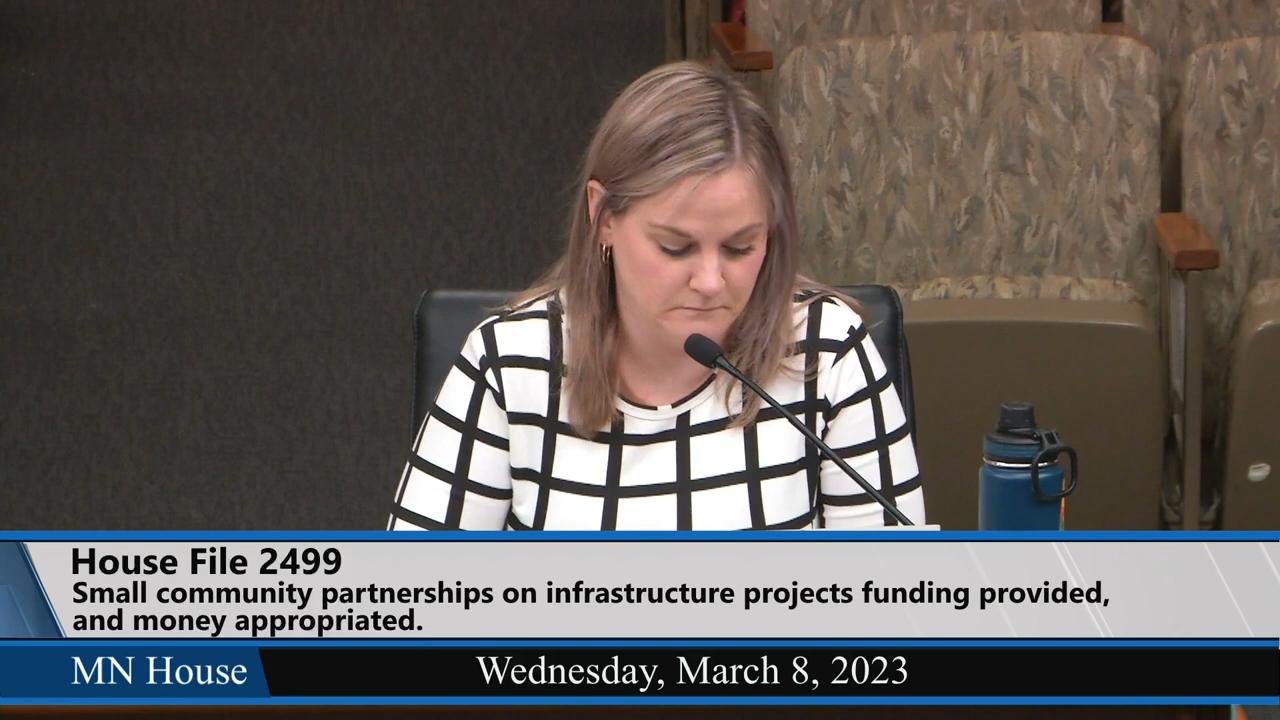 House File 2499
Small community partnerships on infrastructure projects funding provided,
and money appropriated.
MN House
Wednesday, March 8, 2023